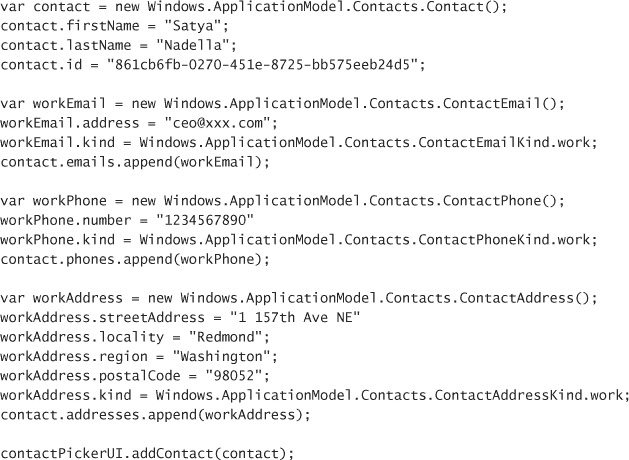 var contact = new Windows.ApplicationModel.Contacts.Contact();
contact.firstName = "Satya";
contact.lastName = "Nadella";
contact.id = "861cb6fb-0270-451e-8725-bb575eeb24d5";

var workEmail = new Windows.ApplicationModel.Contacts.ContactEmail();
workEmail.address = "ceo@xxx.com";
workEmail.kind = Windows.ApplicationModel.Contacts.ContactEmailKind.work;
contact.emails.append(workEmail);

var workPhone = new Windows.ApplicationModel.Contacts.ContactPhone();
workPhone.number = "1234567890"
workPhone.kind = Windows.ApplicationModel.Contacts.ContactPhoneKind.work;
contact.phones.append(workPhone);

var workAddress = new Windows.ApplicationModel.Contacts.ContactAddress();
workAddress.streetAddress = "1 157th Ave NE"
workAddress.locality = "Redmond";
workAddress.region = "Washington";
workAddress.postalCode = "98052";
workAddress.kind = Windows.ApplicationModel.Contacts.ContactAddressKind.work;
contact.addresses.append(workAddress);

contactPickerUI.addContact(contact);